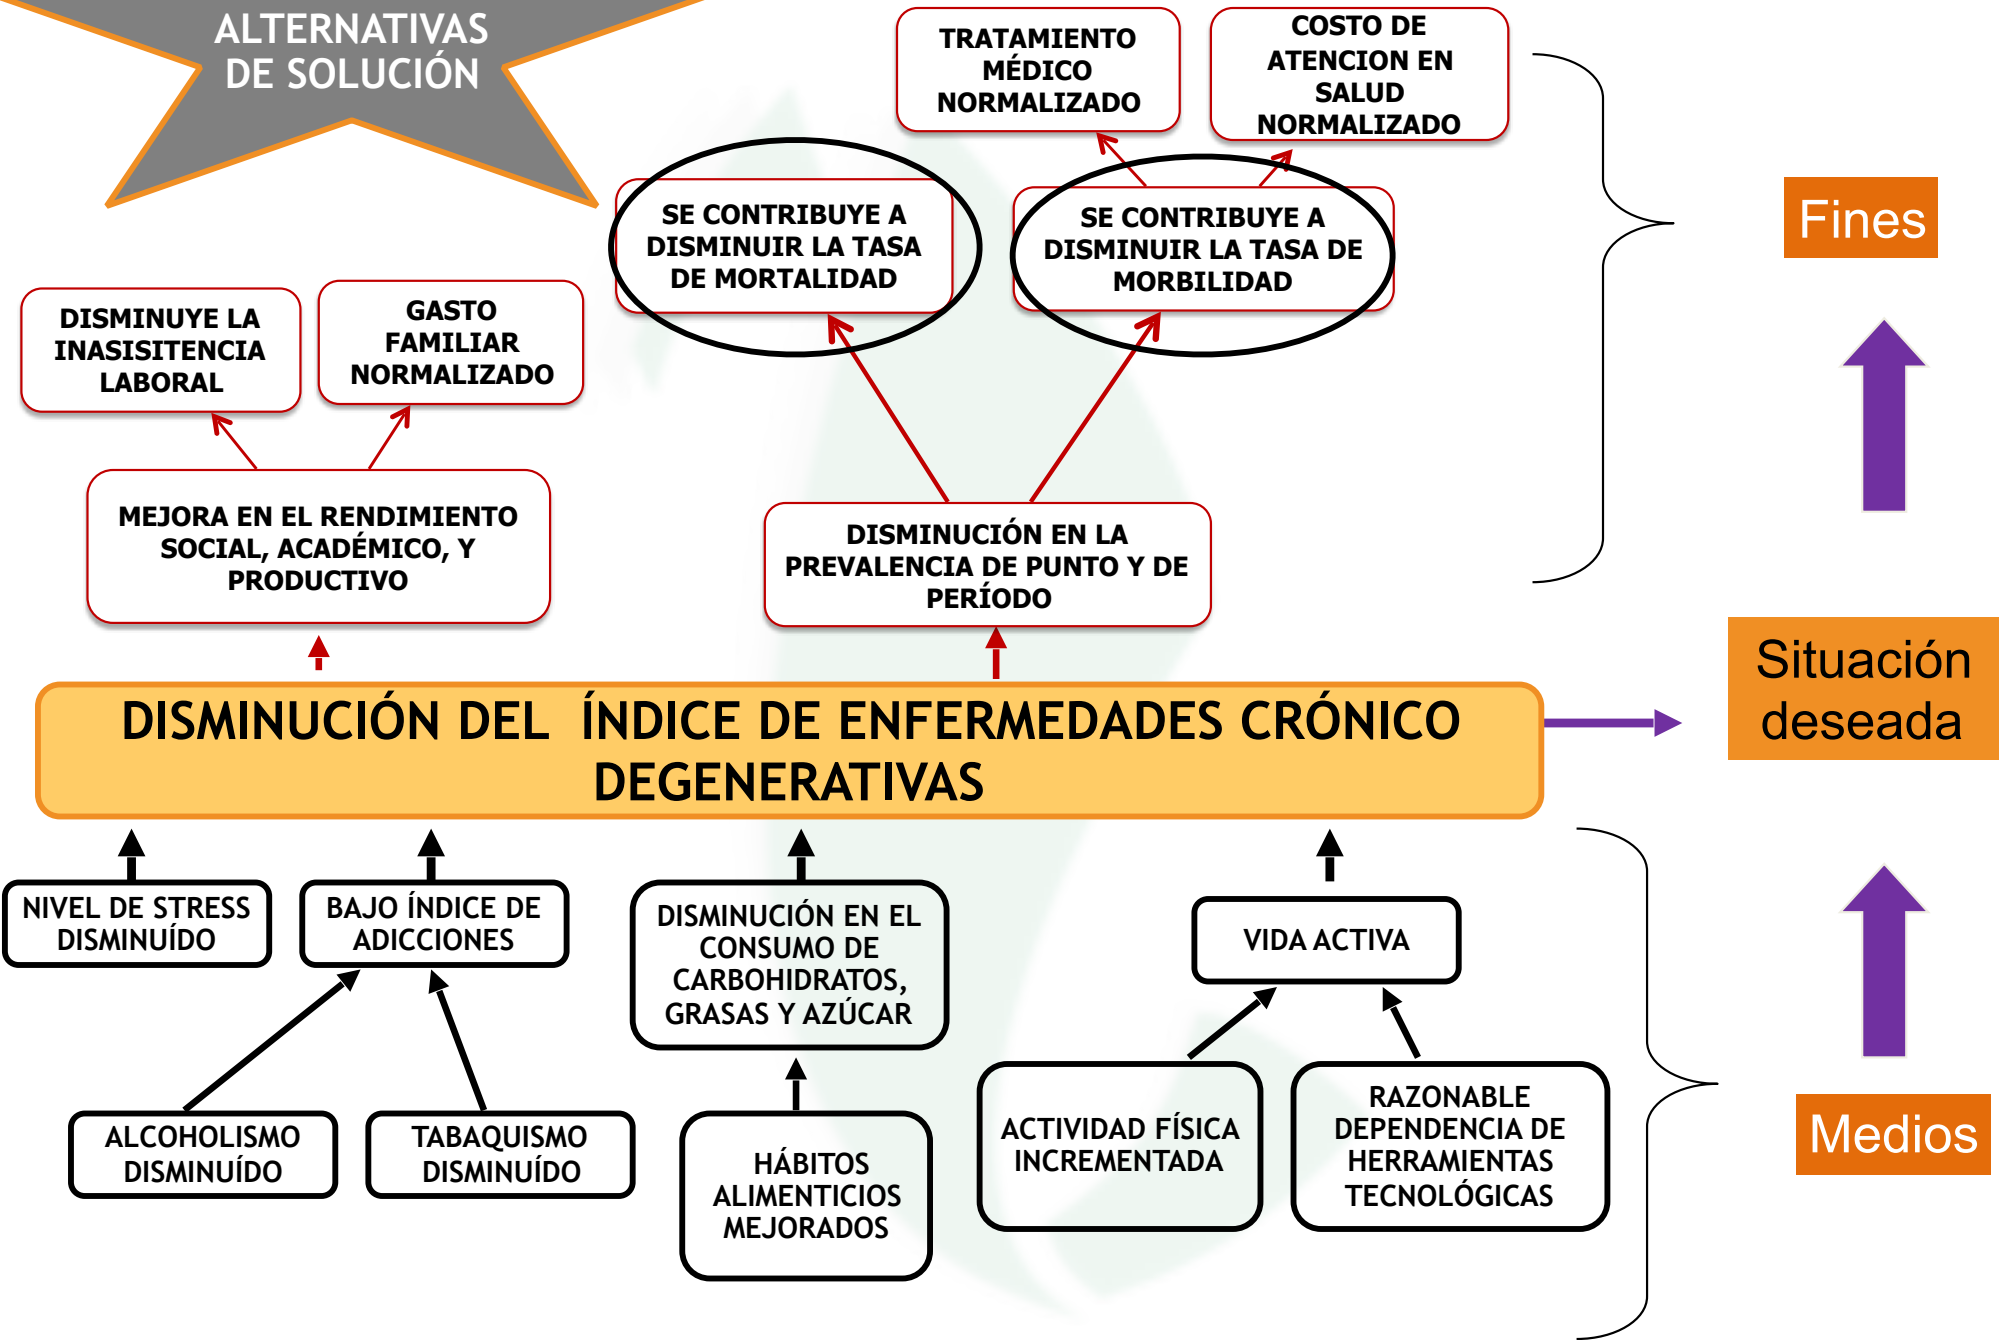 ALTERNATIVAS
DE SOLUCIÓN
TRATAMIENTO
MÉDICO
NORMALIZADO
COSTO DE
ATENCION EN
SALUD
NORMALIZADO
SE CONTRIBUYE A
DISMINUIR LA TASA
DE MORTALIDAD
SE CONTRIBUYE A
DISMINUIR LA TASA DE
MORBILIDAD
Fines
DISMINUYE LA
INASISITENCIA
LABORAL
GASTO
FAMILIAR
NORMALIZADO
MEJORA EN EL RENDIMIENTO
SOCIAL, ACADÉMICO, Y
PRODUCTIVO
DISMINUCIÓN EN LA
PREVALENCIA DE PUNTO Y DE
PERÍODO
DISMINUCIÓN DEL ÍNDICE DE ENFERMEDADES CRÓNICO
DEGENERATIVAS
Situación
deseada
NIVEL DE STRESS
DISMINUÍDO
BAJO ÍNDICE DE
ADICCIONES
DISMINUCIÓN EN EL
CONSUMO DE
CARBOHIDRATOS,
GRASAS Y AZÚCAR
VIDA ACTIVA
ALCOHOLISMO
DISMINUÍDO
TABAQUISMO
DISMINUÍDO
HÁBITOS
ALIMENTICIOS
MEJORADOS
ACTIVIDAD FÍSICA
INCREMENTADA
RAZONABLE
DEPENDENCIA DE
HERRAMIENTAS
TECNOLÓGICAS
Medios